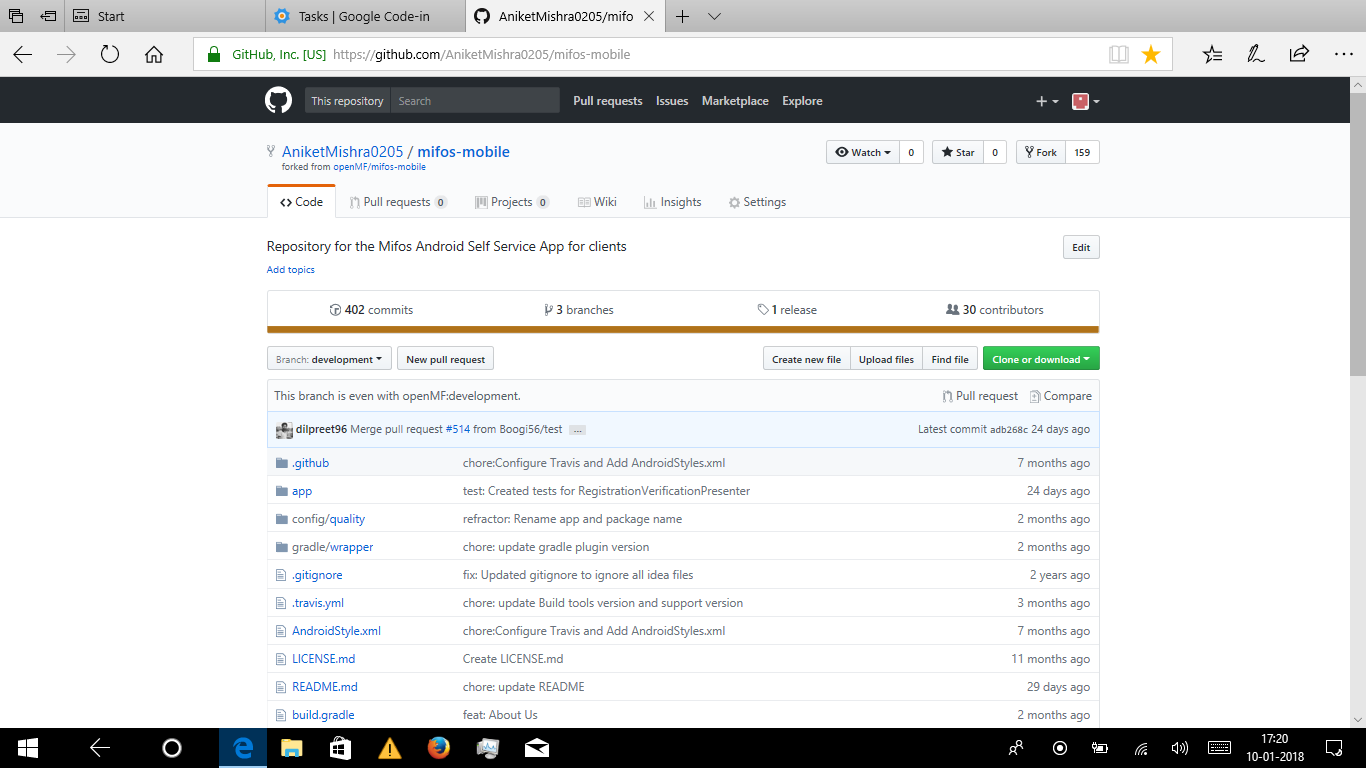 Start
Tasks | Google Code-in
AniketMishra0205/mifo
GitHub, Inc. [US] https://github.com/AniketMishra0205/mifos-mobile
This repository Search Pull requests Issues Marketplace Explore
AniketMishra0205 / mifos-mobile
forked from openMF/mifos-mobile
Watch 0 Star 0 Fork 159
Code Pull requests 0 Projects 0 Wiki Insights Settings
Repository for the Mifos Android Self Service App for clients
Edit
Add topics
402 commits 3 branches 1 release 30 contributors
Branch: development New pull request Create new file Upload files Find file Clone or download
This branch is even with openMF:development. Pull request Compare
dilpreet96 Merge pull request #514 from Boogi56/test ... Latest commit adb268c 24 days ago
.github chore:Configure Travis and Add AndroidStyles.xml 7 months ago
app test: Created tests for RegistrationVerificationPresenter 24 days ago
config/quality refractor: Rename app and package name 2 months ago
gradle/wrapper chore: update gradle plugin version 2 months ago
.gitignore fix: Updated gitignore to ignore all idea files 2 years ago
.travis.yml chore: update Build tools version and support version 3 months ago
AndroidStyle.xml chore:Configure Travis and Add AndroidStyles.xml 7 months ago
LICENSE.md Create LICENSE.md 11 months ago
README.md chore: update README 29 days ago
build.gradle feat: About Us 2 months ago
17:20
10-01-2018